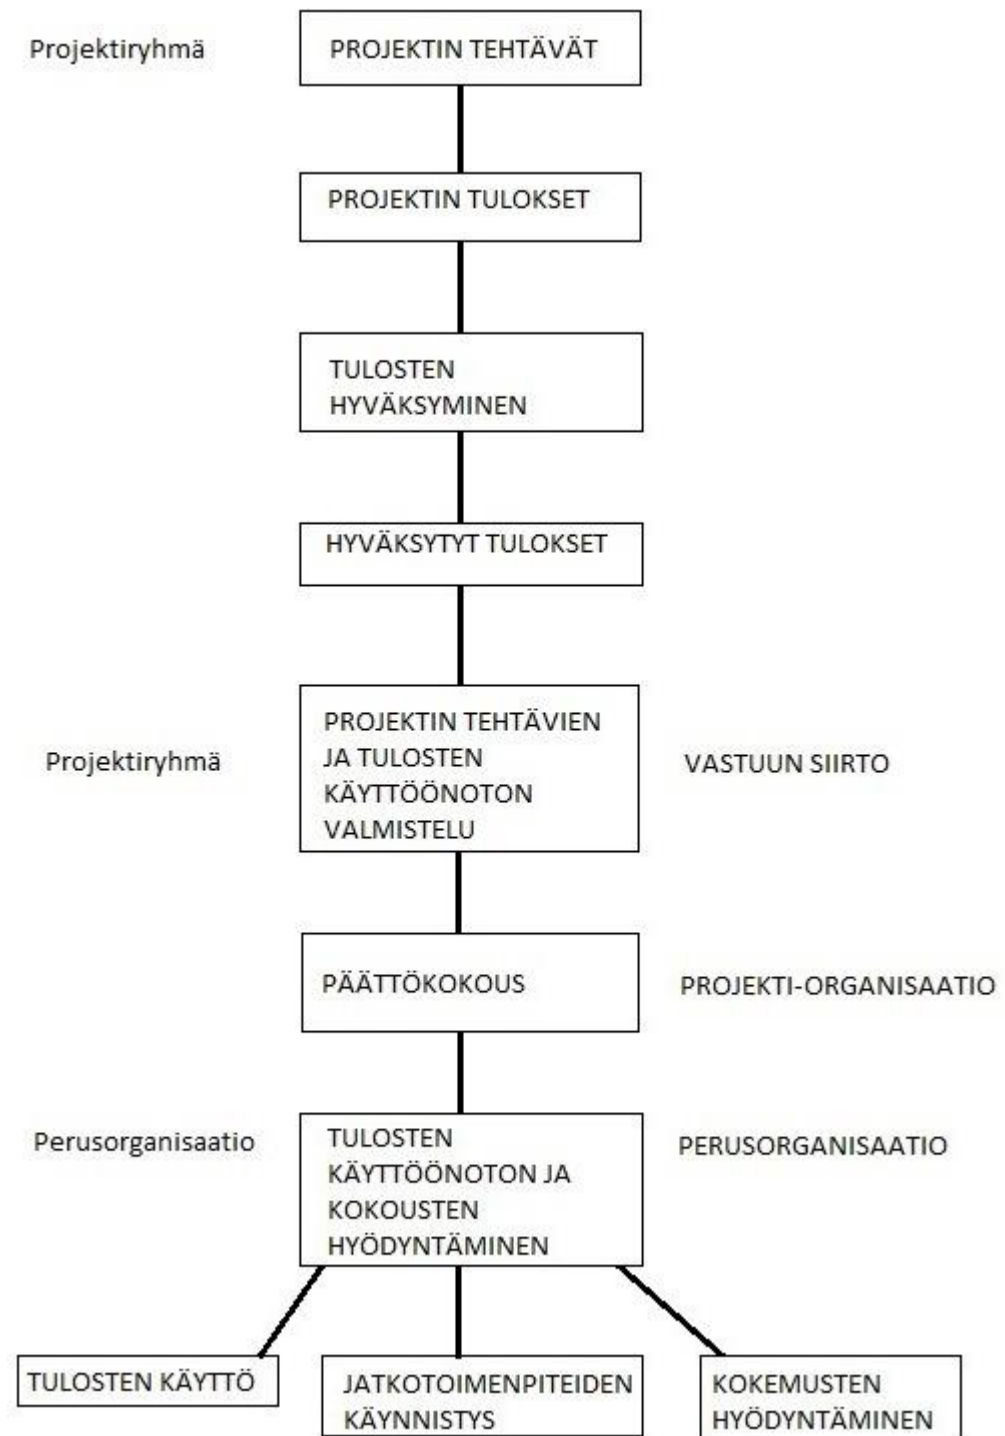 Projektiryhmä
PROJEKTIN TEHTÄVÄT
PROJEKTIN TULOKSET
TULOSTEN
HYVÄKSYMINEN
HYVÄKSYTYT TULOKSET
Projektiryhmä
PROJEKTIN TEHTÄVIEN
JA TULOSTEN
KÄYTTÖÖNOTON
VALMISTELU
VASTUUN SIIRTO
PÄÄTTÖKOKOUS
PROJEKTI-ORGANISAATIO
Perusorganisaatio
TULOSTEN
KÄYTTÖÖNOTON JA
KOKOUSTEN
HYÖDYNTÄMINEN
PERUSORGANISAATIO
TULOSTEN KÄYTTÖ
JATKOTOIMENPITEIDEN
KÄYNNISTYS
KOKEMUSTEN
HYÖDYNTÄMINEN